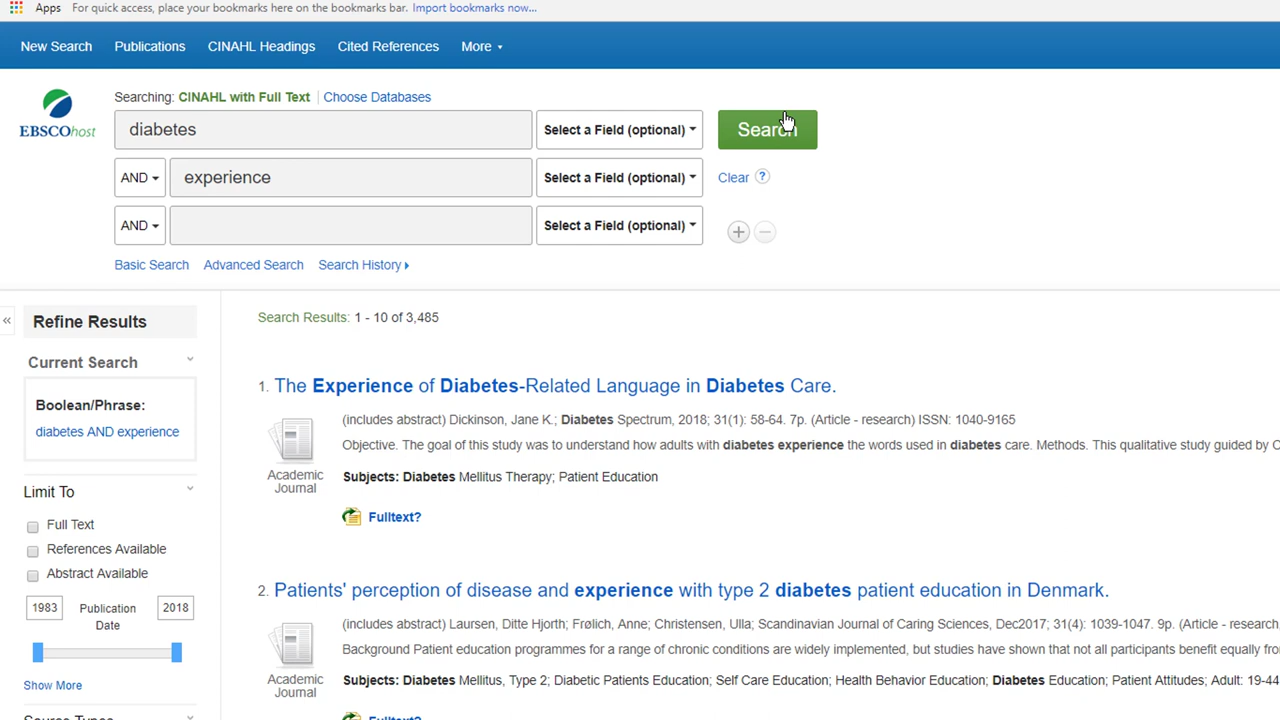 Apps For quick access, place your bookmarks here on the bookmarks bar. Import bookmarks now...
New Search Publications CINAHL Headings Cited References More
Searching: CINAHL with Full Text Choose Databases
EBSCOhost
diabetes Select a Field (optional) Search
AND experience Select a Field (optional) Clear ?
AND Select a Field (optional) + −
Basic Search Advanced Search Search History
« Refine Results
Search Results: 1 - 10 of 3,485
Current Search
Boolean/Phrase:
diabetes AND experience
Limit To
Full Text
References Available
Abstract Available
1983 Publication Date 2018
Show More
1. The Experience of Diabetes-Related Language in Diabetes Care.
(includes abstract) Dickinson, Jane K.; Diabetes Spectrum, 2018; 31(1): 58-64. 7p. (Article - research) ISSN: 1040-9165
Objective. The goal of this study was to understand how adults with diabetes experience the words used in diabetes care. Methods. This qualitative study guided by
Academic
Journal
Subjects: Diabetes Mellitus Therapy; Patient Education
Fulltext?
2. Patients' perception of disease and experience with type 2 diabetes patient education in Denmark.
(includes abstract) Laursen, Ditte Hjorth; Frølich, Anne; Christensen, Ulla; Scandinavian Journal of Caring Sciences, Dec2017; 31(4): 1039-1047. 9p. (Article - research
Background Patient education programmes for a range of chronic conditions are widely implemented, but studies have shown that not all participants benefit equally
Academic
Journal
Subjects: Diabetes Mellitus, Type 2; Diabetic Patients Education; Self Care Education; Health Behavior Education; Diabetes Education; Patient Attitudes; Adult: 19-44